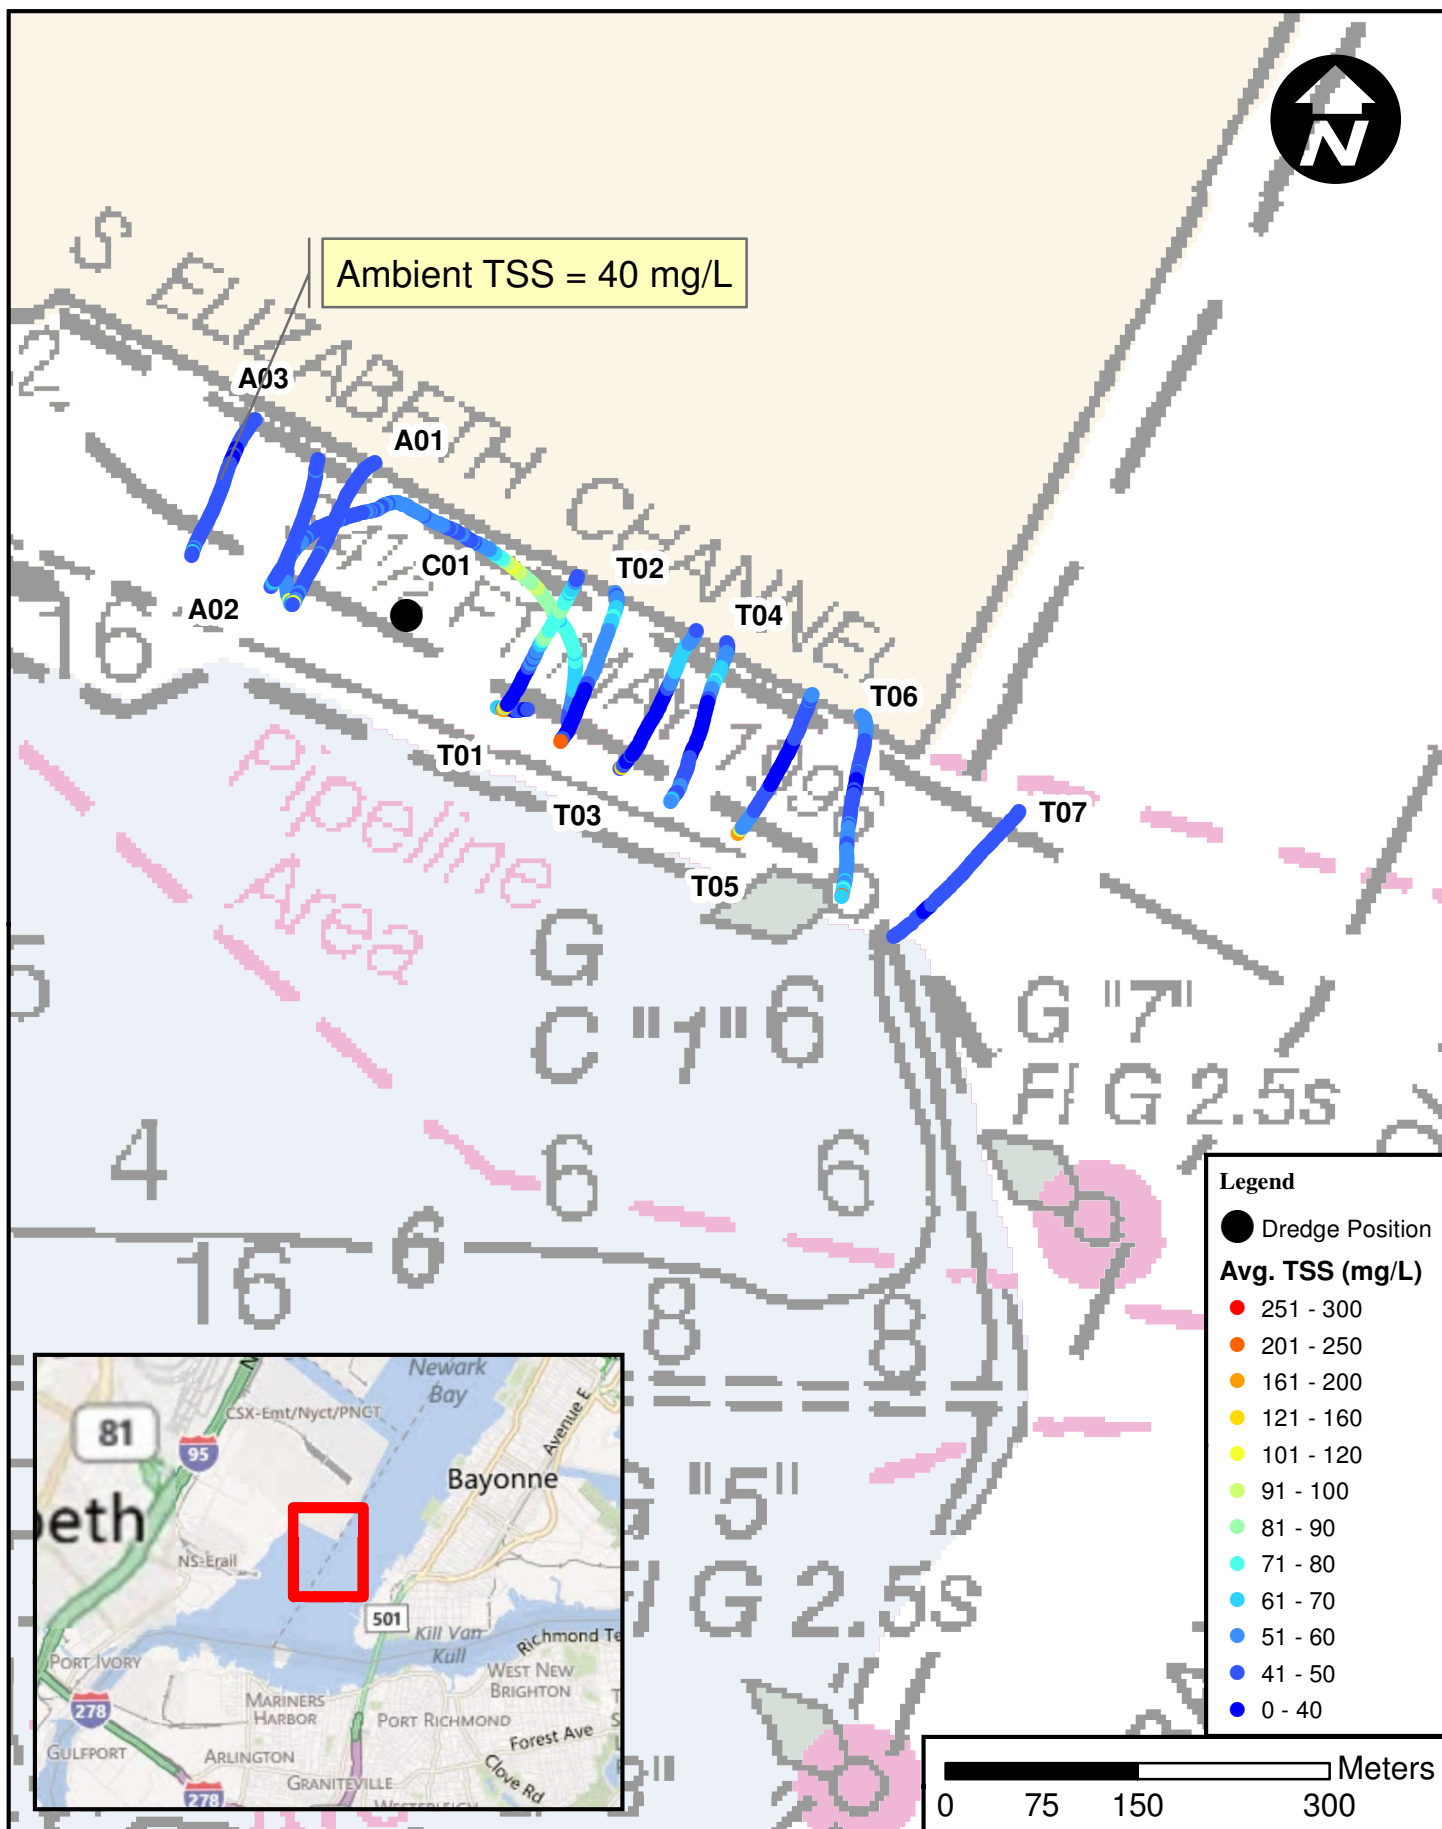 N
S ELIZABETH CHANNEL
Ambient TSS = 40 mg/L
2
A03
A01
C01
T02
T04
A02
16
T06
T01
T07
T03
T05
Pipeline
Area
5
G
C "1"
6
G "7"
Fl G 2.5s
4
6
6
16
6
8
8
G "5"
Fl G 2.5s
Legend
Dredge Position
Avg. TSS (mg/L)
251 - 300
201 - 250
161 - 200
121 - 160
101 - 120
91 - 100
81 - 90
71 - 80
61 - 70
51 - 60
41 - 50
0 - 40
Meters
0 75 150 300
N
Newark
Bay
CSX-Emt/Nyct/PNCT
Avenue E
81
95
Bayonne
beth
NS-Erail
501
Kill Van
Kull
Richmond Te
PORT IVORY
WEST NEW
BRIGHTON
278
MARINERS
HARBOR
PORT RICHMOND
Forest Ave
GULFPORT
ARLINGTON
Clove Rd
GRANITEVILLE
278
WESTERLEIGH